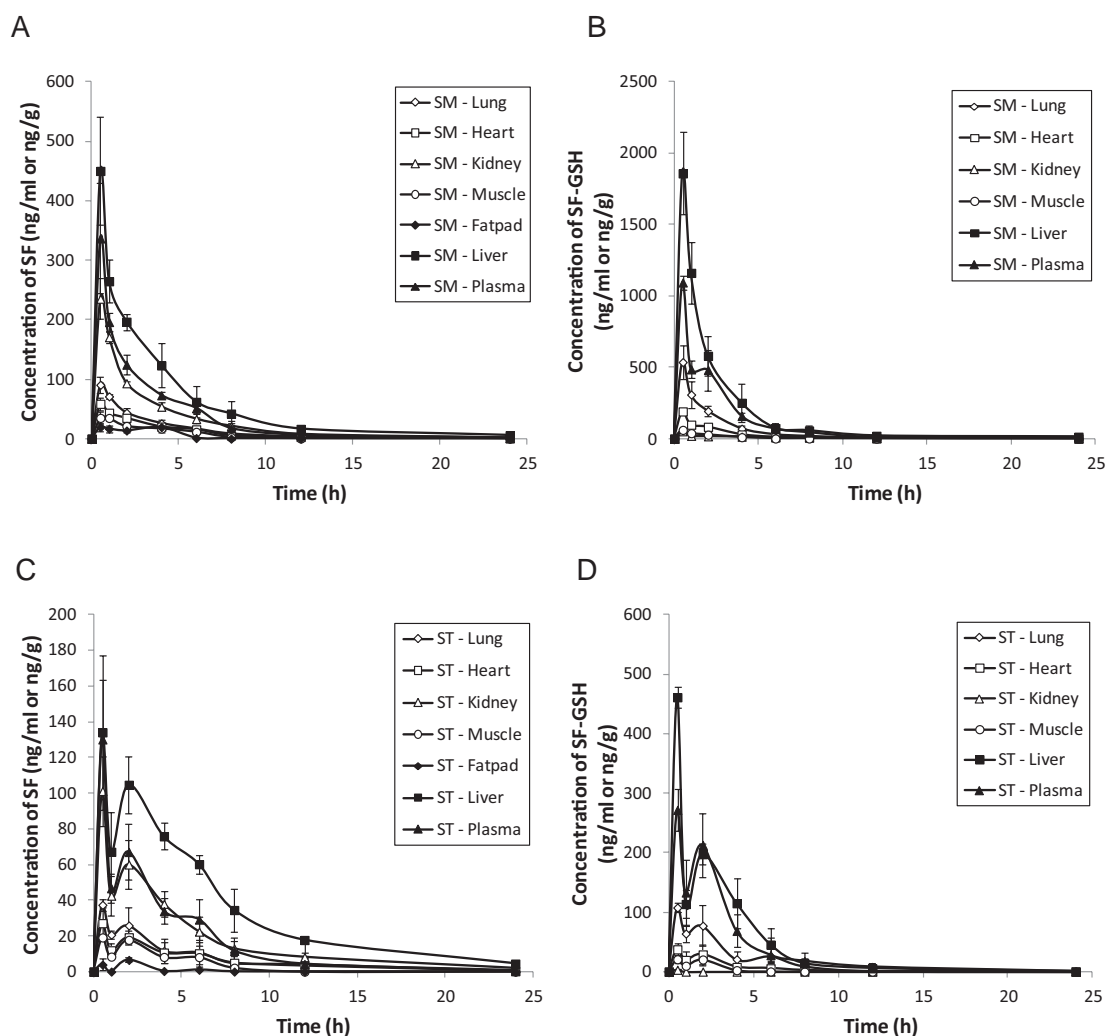 A
Concentration of SF (ng/ml or ng/g)
600
500
400
300
200
100
0
0 5 10 15 20 25
Time (h)
SM - Lung
SM - Heart
SM - Kidney
SM - Muscle
SM - Fatpad
SM - Liver
SM - Plasma
B
Concentration of SF-GSH
(ng/ml or ng/g)
2500
2000
1500
1000
500
0
0 5 10 15 20 25
Time (h)
SM - Lung
SM - Heart
SM - Kidney
SM - Muscle
SM - Liver
SM - Plasma
C
Concentration of SF (ng/ml or ng/g)
200
180
160
140
120
100
80
60
40
20
0
0 5 10 15 20 25
Time (h)
ST - Lung
ST - Heart
ST - Kidney
ST - Muscle
ST - Fatpad
ST - Liver
ST - Plasma
D
Concentration of SF-GSH
(ng/ml or ng/g)
600
500
400
300
200
100
0
0 5 10 15 20 25
Time (h)
ST - Lung
ST - Heart
ST - Kidney
ST - Muscle
ST - Liver
ST - Plasma